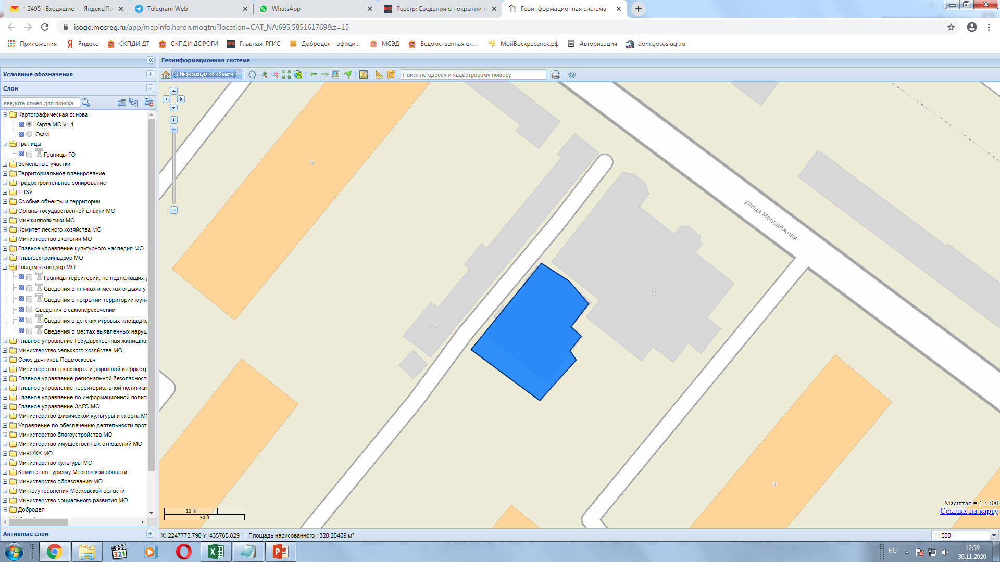 * 2495 · Входящие — Яндекс.По
Telegram Web
WhatsApp
Реестр: Сведения о покрытии т
Геоинформационная система
isogd.mosreg.ru/app/mapinfo.heron.mogtru?location=CAT_NA:695,585161769&z=15
Приложения
Яндекс
СКПДИ ДТ
СКПДИ ДОРОГИ
Главная. РГИС
Добродел - офици...
МСЭД
Ведомственная от...
МойВоскресенск.рф
Авторизация
dom.gosuslugi.ru
Геоинформационная система
Условные обозначения
Информация об объекте
Поиск по адресу и кадастровому номеру
Слои
введите слово для поиска
Картографическая основа
Карта МО v1.1
ОФМ
Границы
Границы ГО
Земельные участки
Территориальное планирование
Градостроительное зонирование
ГПЗУ
Особые объекты и территории
Органы государственной власти МО
Минжилполитики МО
Комитет лесного хозяйства МО
Министерство экологии МО
Главное управление культурного наследия МО
Главгосстройнадзор МО
Госадмтехнадзор МО
Границы территорий, не подлежащих у
Сведения о пляжах и местах отдыха у
Сведения о покрытии территории муни
Сведения о самопересечении
Сведения о детских игровых площадка
Сведения о местах выявленных наруш
Главное управление Государственная жилищна
Министерство сельского хозяйства МО
Союз дачников Подмосковья
Министерство транспорта и дорожной инфрастр
Главное управление региональной безопасност
Главное управление территориальной политики
Главное управление по информационной полит
Главное управление ЗАГС МО
Министерство физической культуры и спорта МО
Управление по обеспечению деятельности прот
Министерство благоустройства МО
Министерство имущественных отношений МО
МинЖКХ МО
Министерство культуры МО
Комитет по туризму Московской области
Министерство образования МО
Мингосуправления Московской области
Министерство социального развития МО
Добродел
Активные слои
21
улица Молодёжная
13А
13А
16
10 m
50 ft
Масштаб = 1 : 500
Ссылка на карту
X: 2247775.790 Y: 435765.829
Площадь нарисованного : 320.20409 м²
1 : 500
321
RU
12:59
30.11.2020